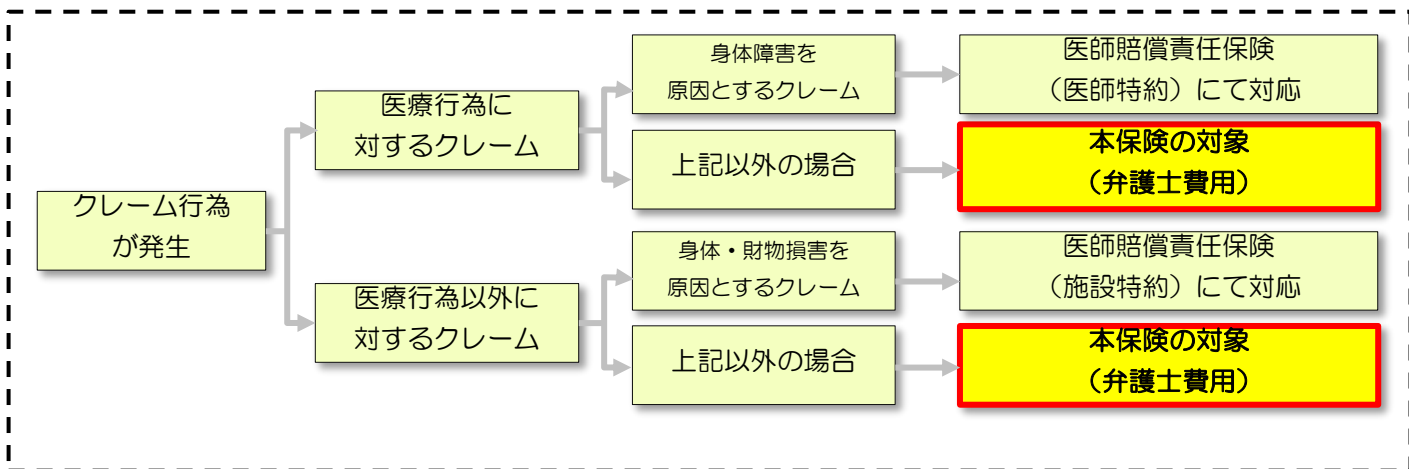 クレーム行為
が発生
医療行為に
対するクレーム
身体障害を
原因とするクレーム
医師賠償責任保険
（医師特約）にて対応
上記以外の場合
本保険の対象
（弁護士費用）
医療行為以外に
対するクレーム
身体・財物損害を
原因とするクレーム
医師賠償責任保険
（施設特約）にて対応
上記以外の場合
本保険の対象
（弁護士費用）